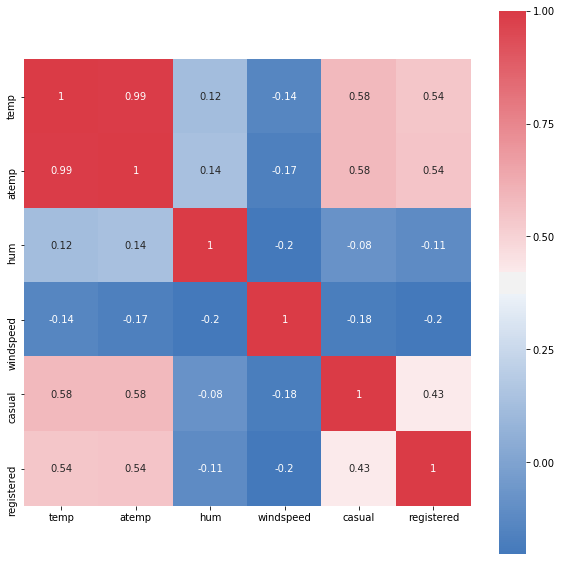 1.00
temp 1 0.99 0.12 -0.14 0.58 0.54
0.75
atemp 0.99 1 0.14 -0.17 0.58 0.54
hum 0.12 0.14 1 -0.2 -0.08 -0.11
0.50
windspeed -0.14 -0.17 -0.2 1 -0.18 -0.2
0.25
casual 0.58 0.58 -0.08 -0.18 1 0.43
registered 0.54 0.54 -0.11 -0.2 0.43 1
0.00
temp atemp hum windspeed casual registered